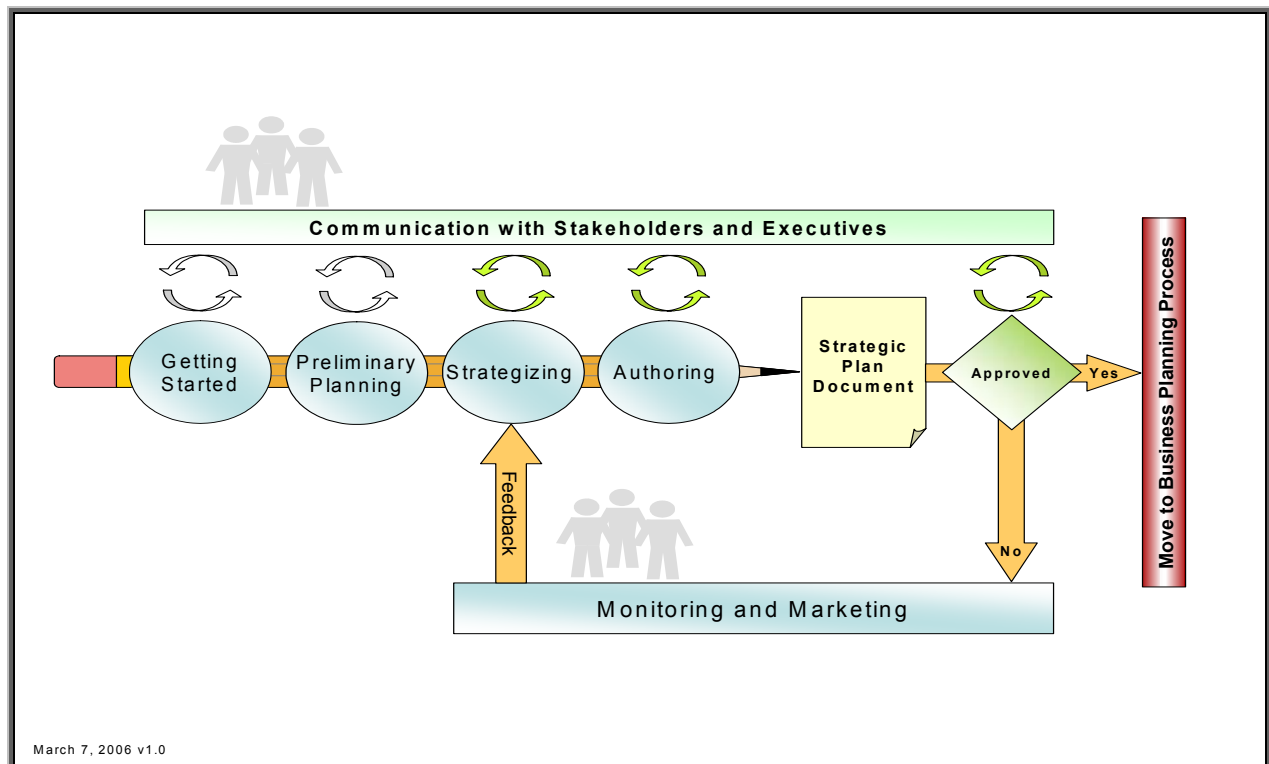 Communication with Stakeholders and Executives
Getting
Started
Preliminary
Planning
Strategizing
Authoring
Strategic
Plan
Document
Approved
Yes
Move to Business Planning Process
Feedback
No
Monitoring and Marketing
March 7, 2006 v1.0